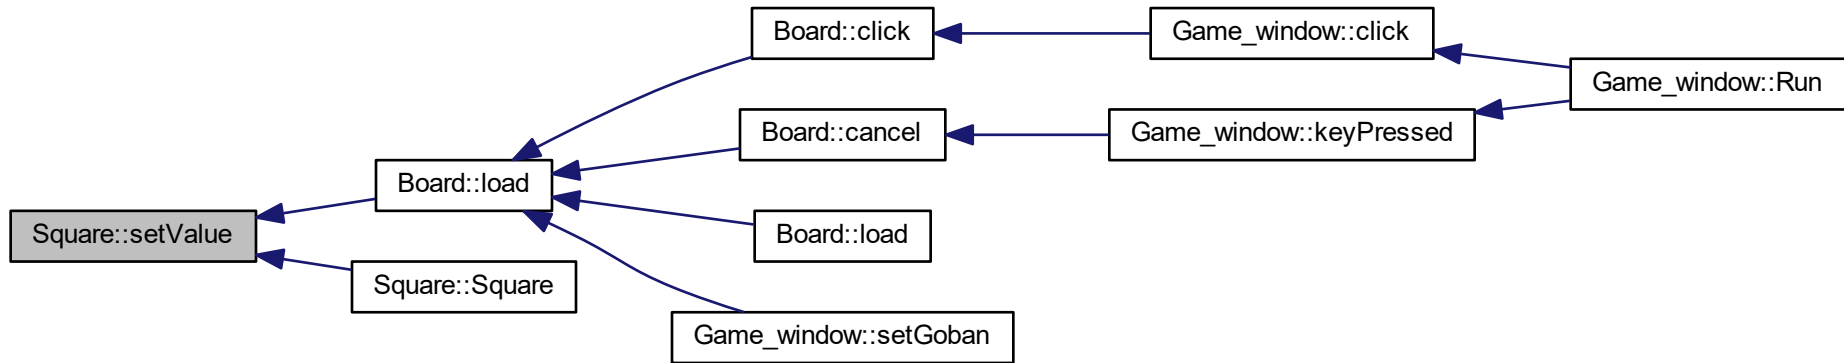 Board::click
Game_window::click
Game_window::Run
Board::cancel
Game_window::keyPressed
Board::load
Square::setValue
Board::load
Square::Square
Game_window::setGoban